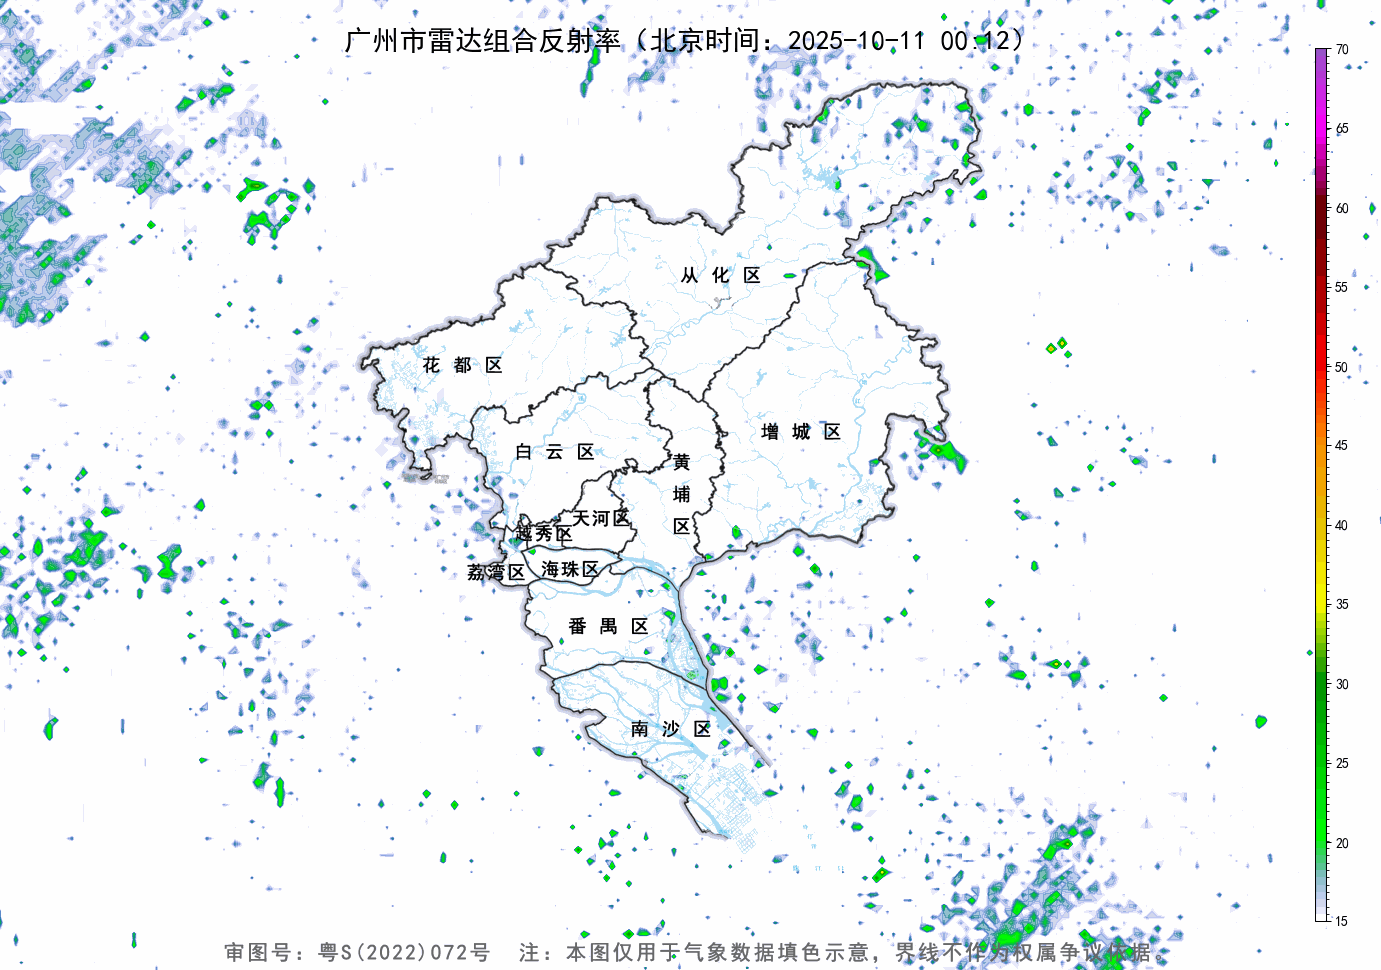 广州市雷达组合反射率（北京时间：2025-10-11 00:12）
70
65
60
55
50
45
40
35
30
25
20
15
从化区
花都区
增城区
白云区
黄埔区
天河区
越秀区
荔湾区
海珠区
番禺区
南沙区
审图号：粤S(2022)072号 注：本图仅用于气象数据填色示意，界线不作为权属争议依据。